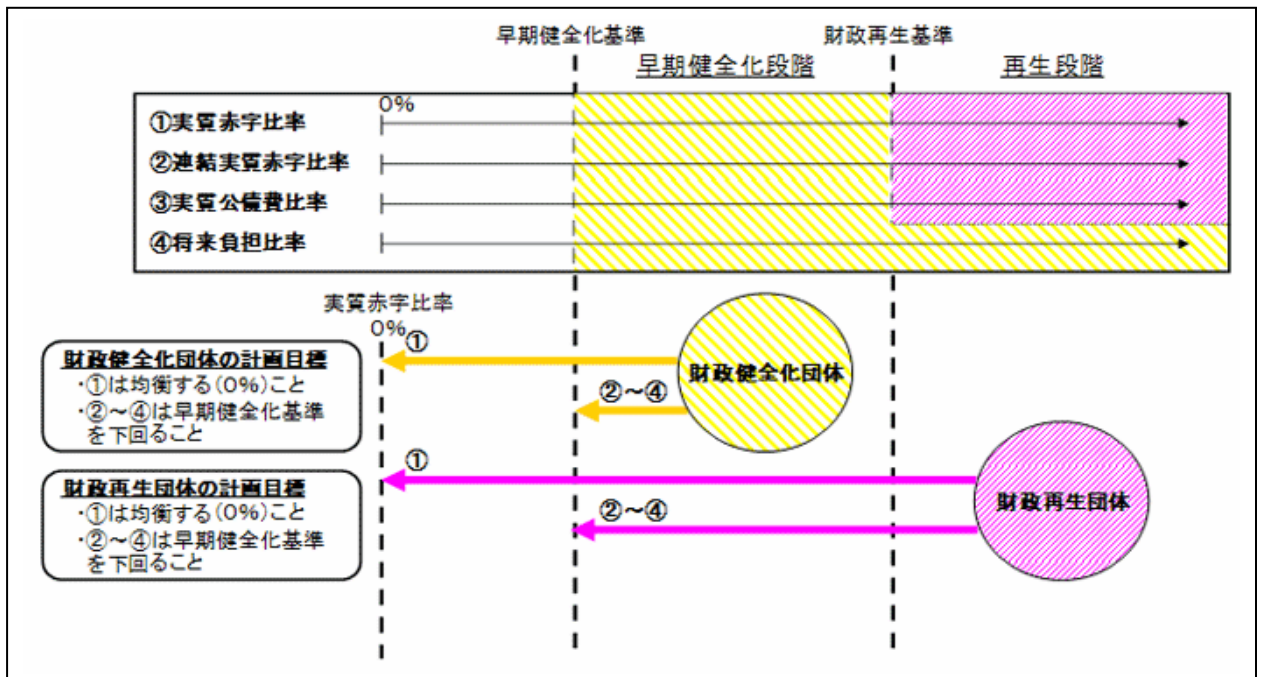 早期健全化基準
財政再生基準
早期健全化段階
再生段階
0%
①実質赤字比率
②連結実質赤字比率
③実質公債費比率
④将来負担比率
実質赤字比率
0%
①
財政健全化団体の計画目標
・①は均衡する(0%)こと
・②~④は早期健全化基準
を下回ること
財政健全化団体
②~④
①
財政再生団体の計画目標
・①は均衡する(0%)こと
・②~④は早期健全化基準
を下回ること
②~④
財政再生団体